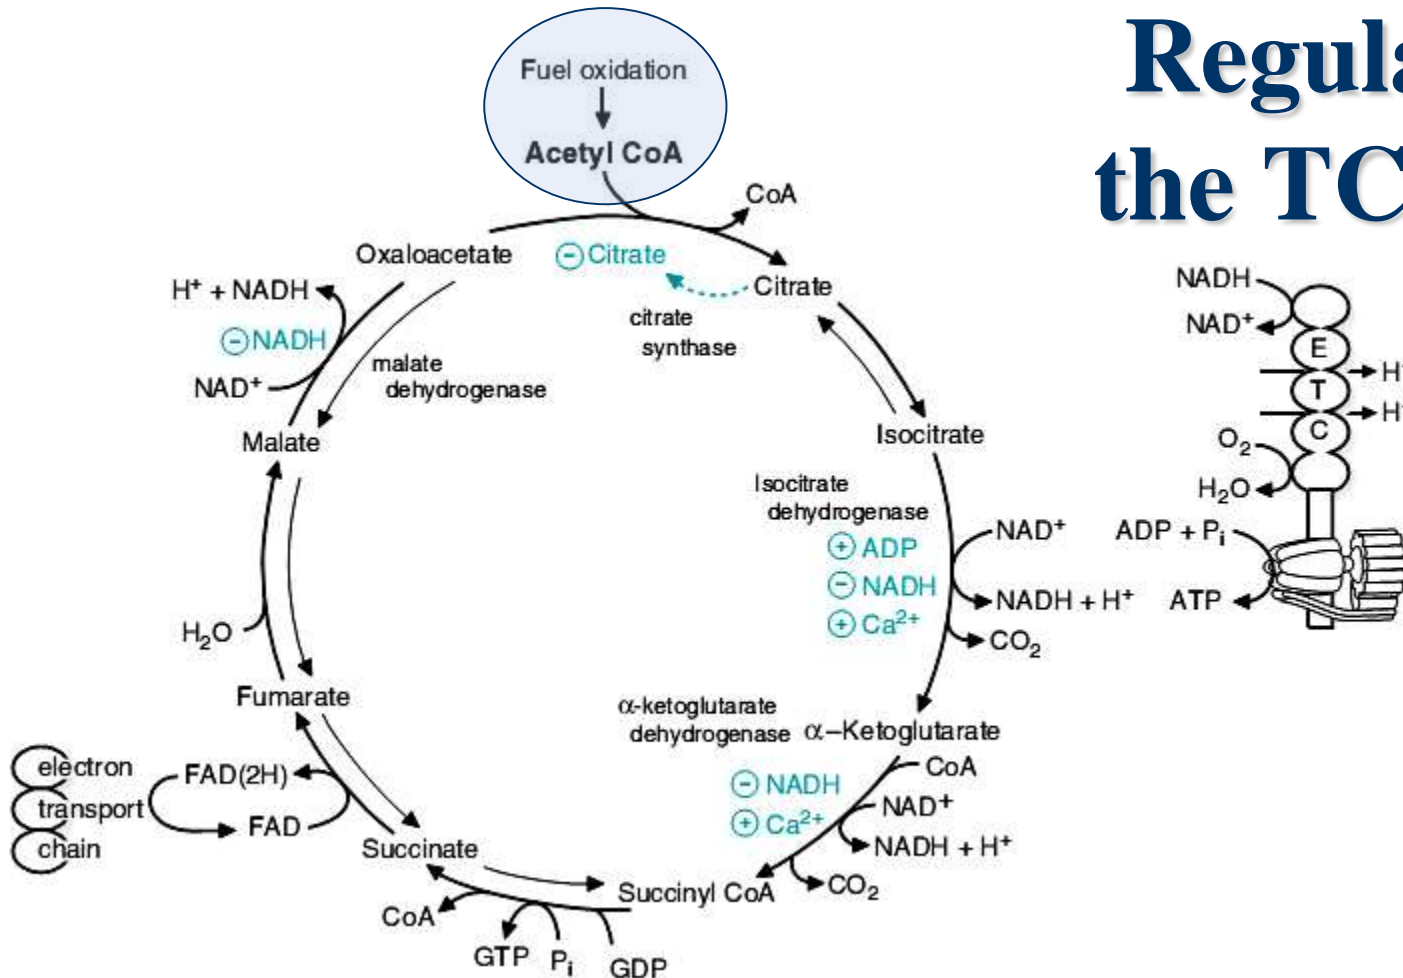 Regula
the TC
Fuel oxidation
Acetyl CoA
CoA
Oxaloacetate
⊖ Citrate
Citrate
citrate
synthase
H⁺ + NADH
⊖ NADH
NAD⁺
malate
dehydrogenase
Malate
Isocitrate
Isocitrate
dehydrogenase
⊕ ADP
⊖ NADH
⊕ Ca²⁺
NAD⁺
NADH + H⁺
CO₂
H₂O
Fumarate
α-ketoglutarate
dehydrogenase
α–Ketoglutarate
CoA
⊖ NADH
⊕ Ca²⁺
NAD⁺
NADH + H⁺
CO₂
electron
transport
chain
FAD(2H)
FAD
Succinate
Succinyl CoA
CoA
GTP
Pᵢ
GDP
NADH
NAD⁺
E
T
C
H⁺
H⁺
O₂
H₂O
ADP + Pᵢ
ATP